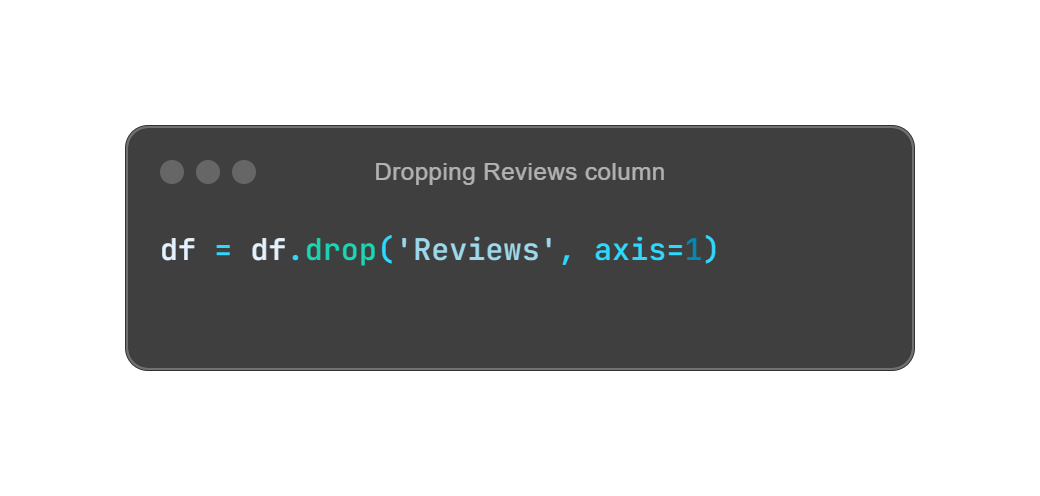 Dropping Reviews column
df = df.drop('Reviews', axis=1)